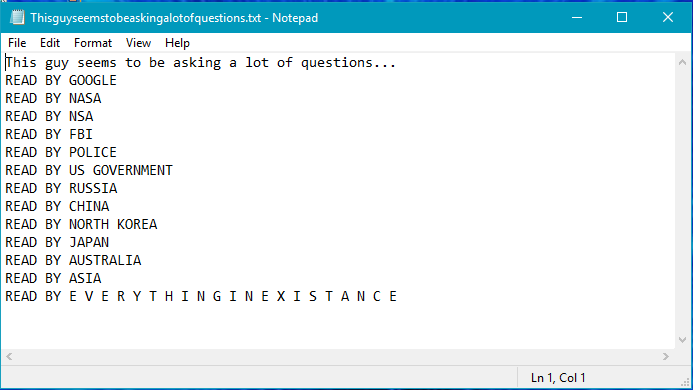 Thisguyseemstobeaskingalotofquestions.txt - Notepad
File Edit Format View Help
This guy seems to be asking a lot of questions...
READ BY GOOGLE
READ BY NASA
READ BY NSA
READ BY FBI
READ BY POLICE
READ BY US GOVERNMENT
READ BY RUSSIA
READ BY CHINA
READ BY NORTH KOREA
READ BY JAPAN
READ BY AUSTRALIA
READ BY ASIA
READ BY E V E R Y T H I N G I N E X I S T A N C E
Ln 1, Col 1